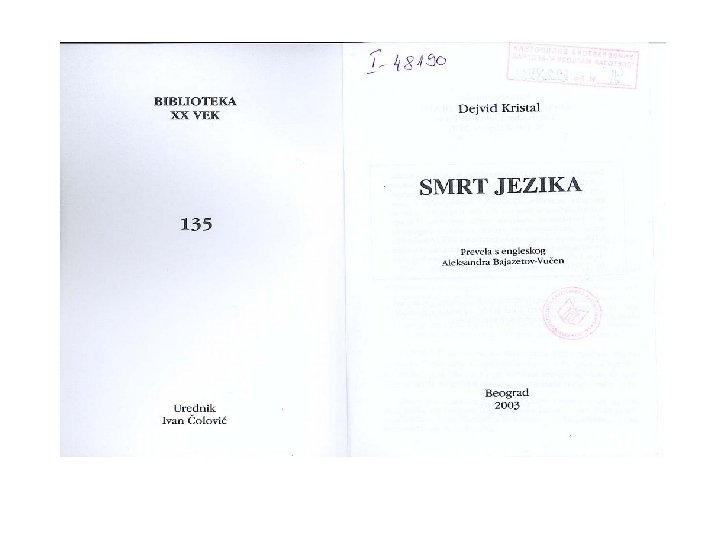 BIBLIOTEKA
XX VEK
135
Urednik
Ivan Čolović
I-48190
Dejvid Kristal
SMRT JEZIKA
Prevela s engleskog
Aleksandra Bajazetov-Vučen
Beograd
2003